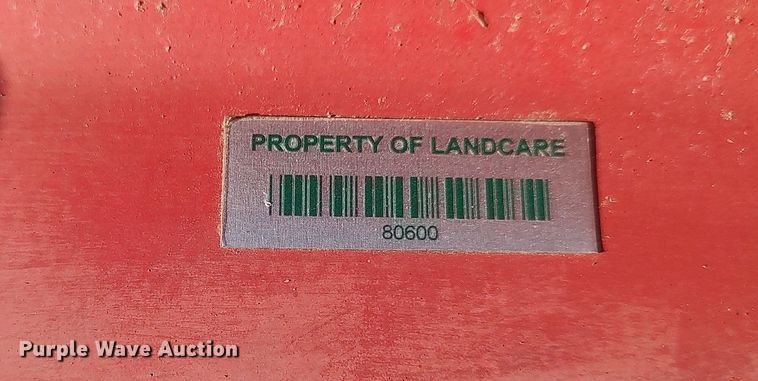 PROPERTY OF LANDCARE
80600
Purple Wave Auction